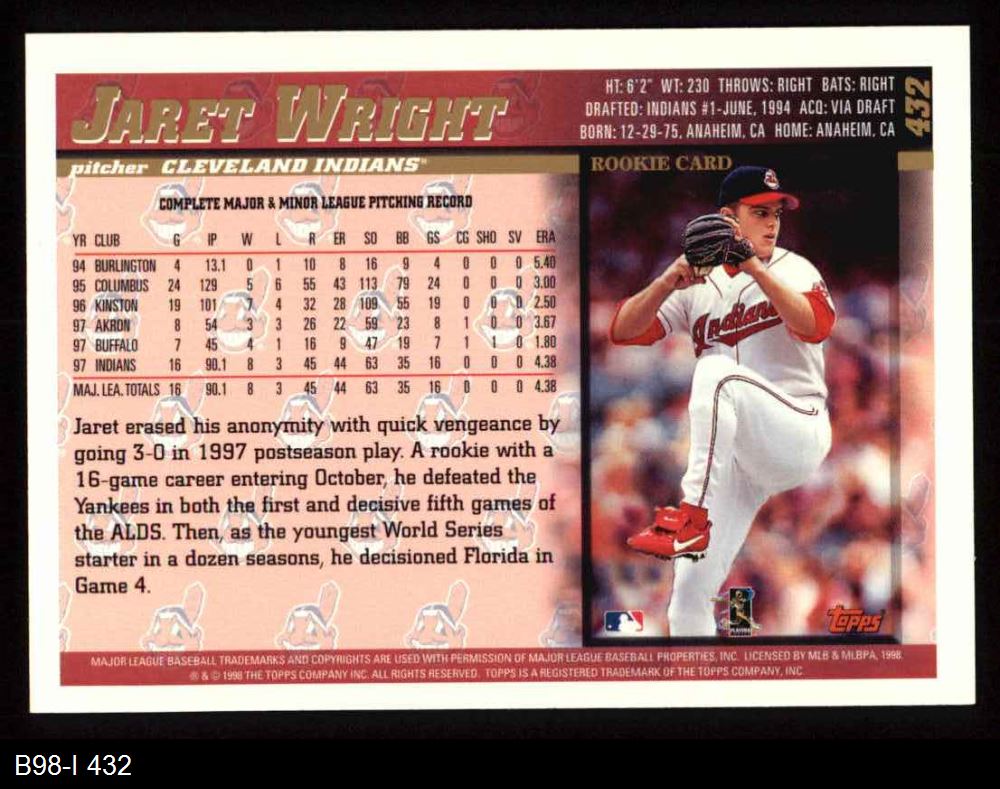 JARET WRIGHT
pitcher CLEVELAND INDIANS
HT: 6'2" WT: 230 THROWS: RIGHT BATS: RIGHT
DRAFTED: INDIANS #1-JUNE, 1994 ACQ: VIA DRAFT
BORN: 12-29-75, ANAHEIM, CA HOME: ANAHEIM, CA
432
ROOKIE CARD
COMPLETE MAJOR & MINOR LEAGUE PITCHING RECORD
YR CLUB G IP W L R ER SO BB GS CG SHO SV ERA
94 BURLINGTON 4 13.1 0 1 10 8 16 9 4 0 0 0 5.40
95 COLUMBUS 24 129 5 6 55 43 113 79 24 0 0 0 3.00
96 KINSTON 19 101 7 4 32 28 109 55 19 0 0 0 2.50
97 AKRON 8 54 3 3 26 22 59 23 8 1 0 0 3.67
97 BUFFALO 7 45 4 1 16 9 47 19 7 1 1 0 1.80
97 INDIANS 16 90.1 8 3 45 44 63 35 16 0 0 0 4.38
MAJ. LEA. TOTALS 16 90.1 8 3 45 44 63 35 16 0 0 0 4.38
Jaret erased his anonymity with quick vengeance by
going 3-0 in 1997 postseason play. A rookie with a
16-game career entering October, he defeated the
Yankees in both the first and decisive fifth games of
the ALDS. Then, as the youngest World Series
starter in a dozen seasons, he decisioned Florida in
Game 4.
Indians
Topps
MAJOR LEAGUE BASEBALL TRADEMARKS AND COPYRIGHTS ARE USED WITH PERMISSION OF MAJOR LEAGUE BASEBALL PROPERTIES, INC. LICENSED BY MLB & MLBPA, 1998.
® & © 1998 THE TOPPS COMPANY INC. ALL RIGHTS RESERVED. TOPPS IS A REGISTERED TRADEMARK OF THE TOPPS COMPANY, INC.
B98-I 432